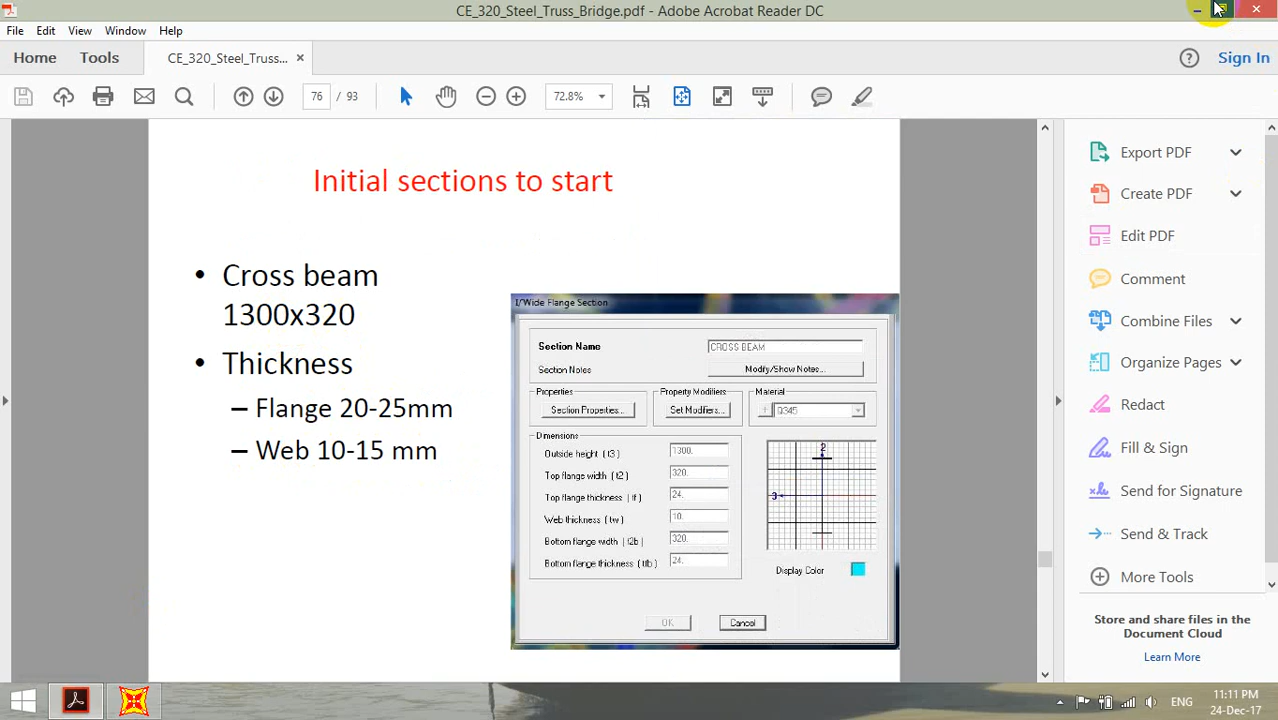 CE_320_Steel_Truss_Bridge.pdf - Adobe Acrobat Reader DC
File Edit View Window Help
Home Tools CE_320_Steel_Truss... × Sign In
76 / 93 72.8%
Initial sections to start
• Cross beam
1300x320
• Thickness
– Flange 20-25mm
– Web 10-15 mm
I/Wide Flange Section
Section Name CROSS BEAM
Section Notes Modify/Show Notes...
Properties Property Modifiers Material
Section Properties... Set Modifiers... + Q345
Dimensions
Outside height ( t3 ) 1300.
Top flange width ( t2 ) 320.
Top flange thickness ( tf ) 24.
Web thickness ( tw ) 10.
Bottom flange width ( t2b ) 320.
Bottom flange thickness ( tfb ) 24.
2
3
Display Color
OK Cancel
Export PDF
Create PDF
Edit PDF
Comment
Combine Files
Organize Pages
Redact
Fill & Sign
Send for Signature
Send & Track
More Tools
Store and share files in the
Document Cloud
Learn More
ENG
11:11 PM
24-Dec-17